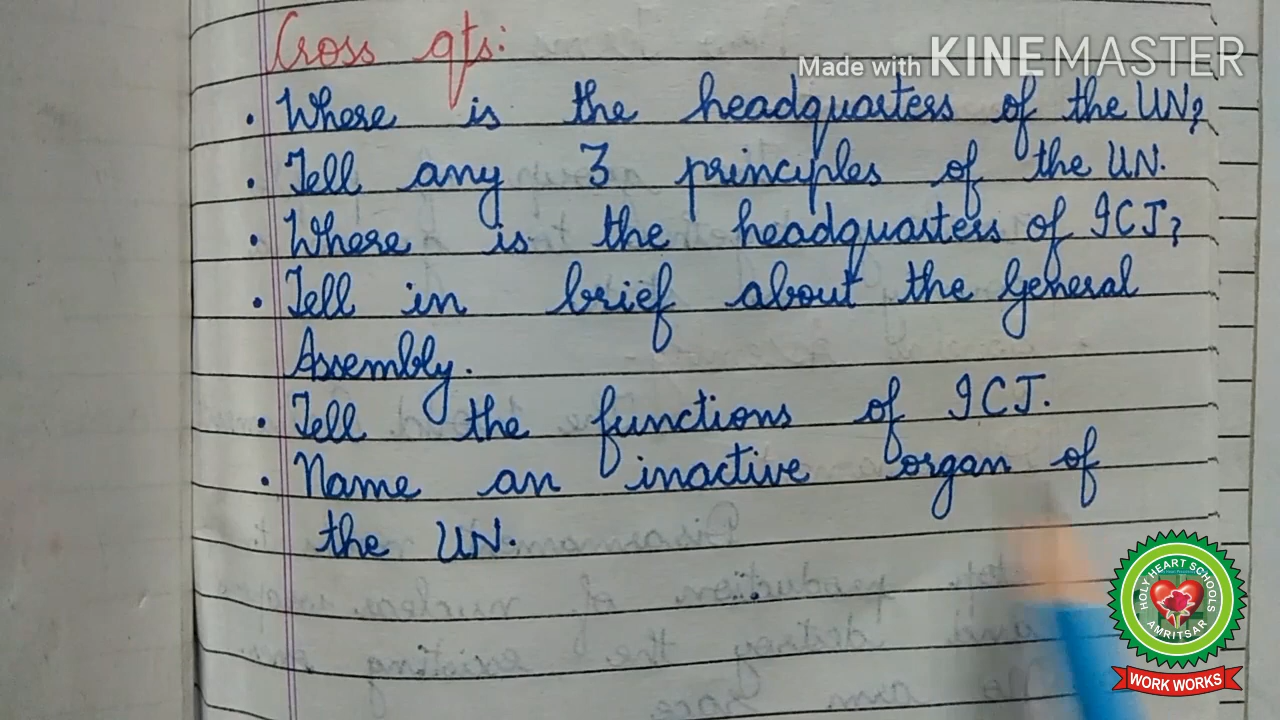 Cross qts:
Made with KINEMASTER
• Where is the headquarters of the UN?
• Tell any 3 principles of the UN.
• Where is the headquarters of ICJ?
• Tell in brief about the General
Assembly.
• Tell the functions of ICJ.
• Name an inactive organ of
the UN.
HOLY HEART SCHOOLS
AMRITSAR
WORK WORKS